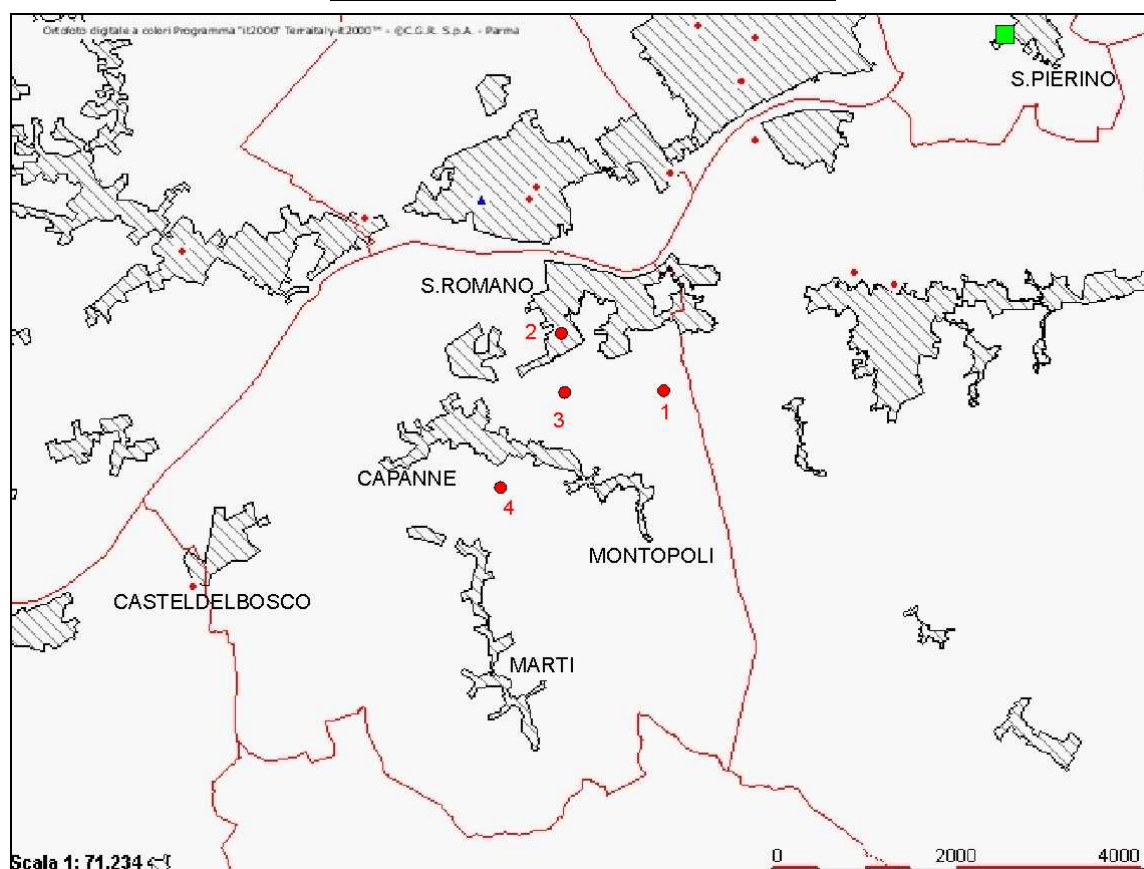 Ortofoto digitale a colori Programma "it2000" Terraitaly-it2000™ - ©C.G.R. S.p.A. - Parma
S.PIERINO
S.ROMANO
2
3
1
CAPANNE
4
MONTOPOLI
CASTELDELBOSCO
MARTI
Scala 1: 71.234
0 2000 4000